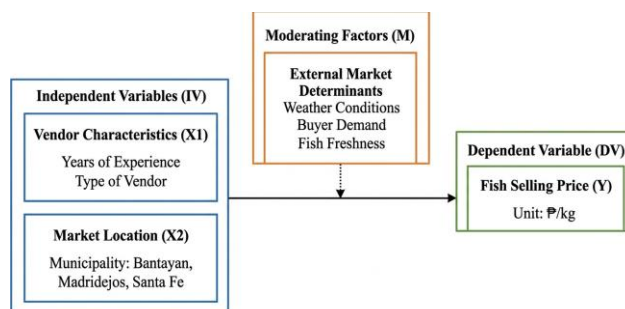 Moderating Factors (M)
External Market
Determinants
Weather Conditions
Buyer Demand
Fish Freshness
Independent Variables (IV)
Vendor Characteristics (X1)
Years of Experience
Type of Vendor
Market Location (X2)
Municipality: Bantayan,
Madridejos, Santa Fe
Dependent Variable (DV)
Fish Selling Price (Y)
Unit: ₱/kg